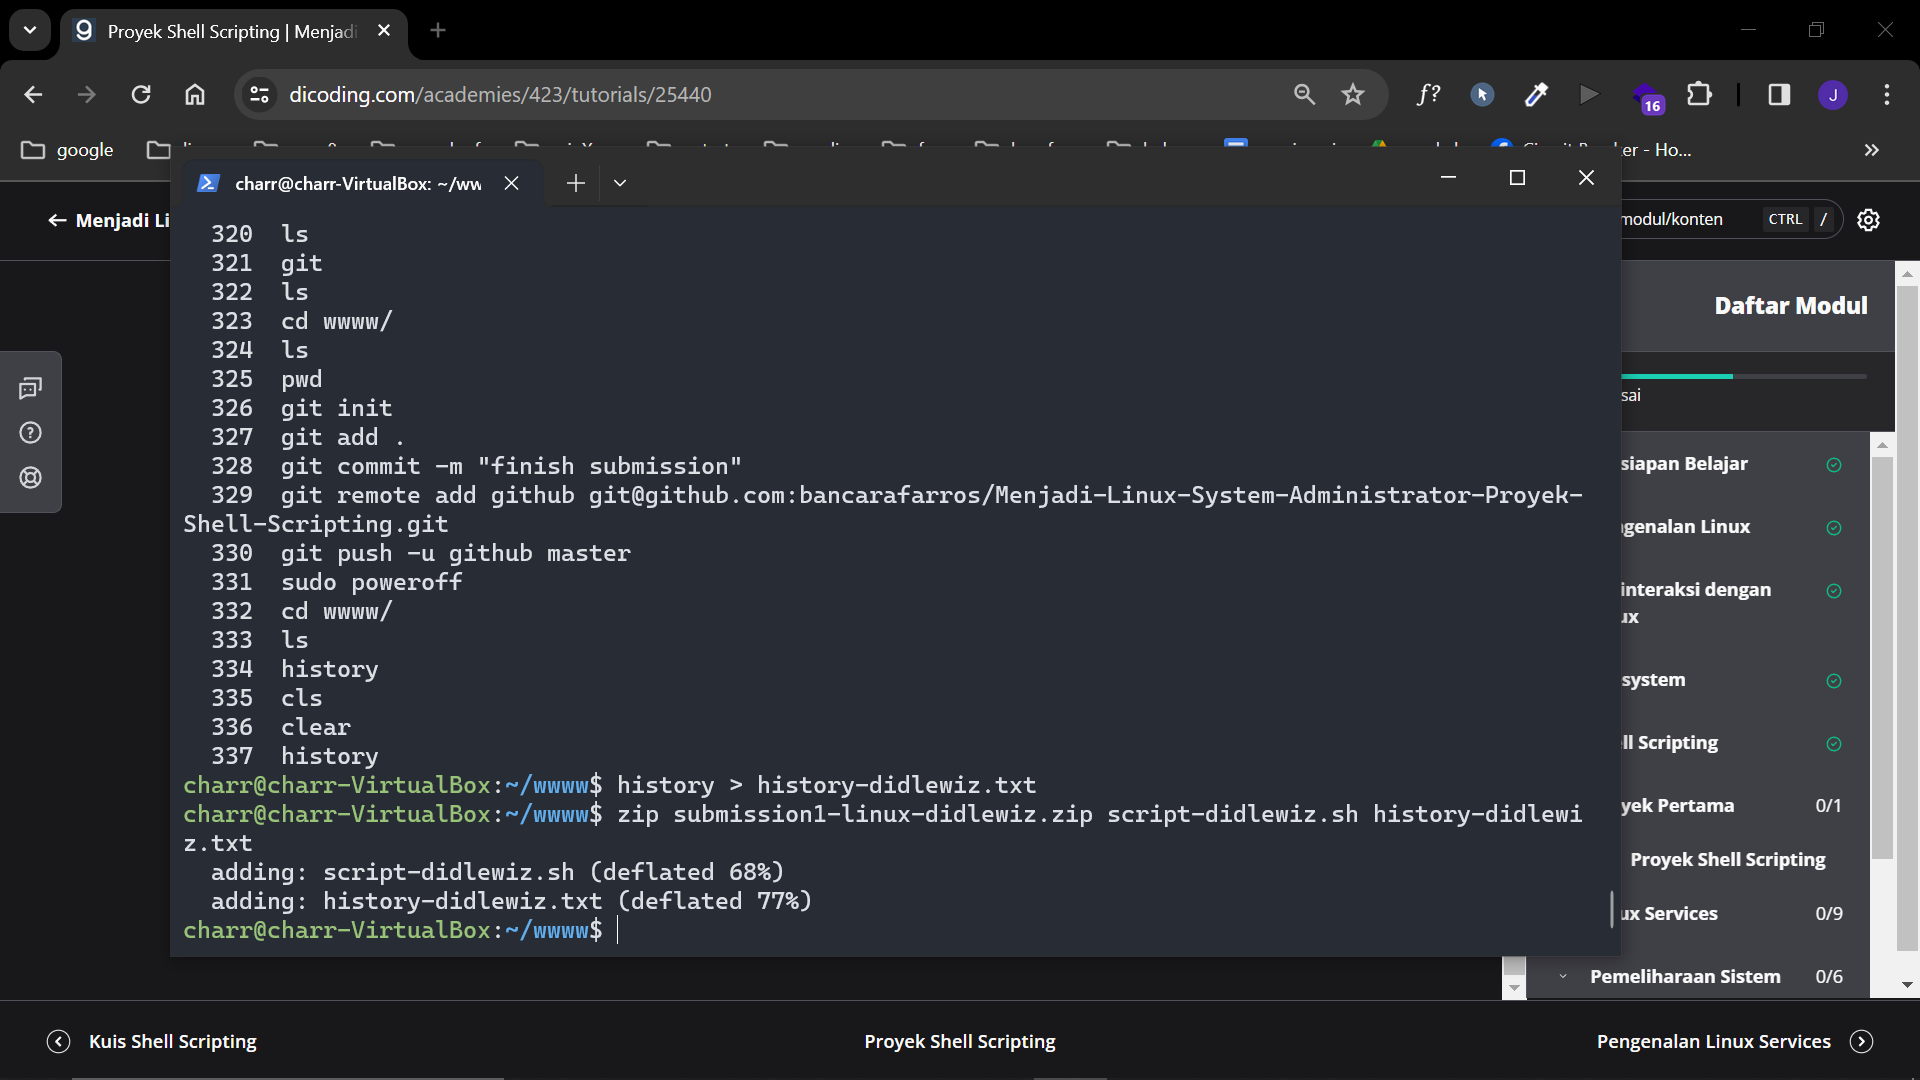 Proyek Shell Scripting | Menjadi
dicoding.com/academies/423/tutorials/25440
f?
16
J
google
er - Ho...
charr@charr-VirtualBox: ~/ww
Menjadi Li
modul/konten
CTRL /
320 ls
321 git
322 ls
323 cd wwww/
324 ls
325 pwd
326 git init
327 git add .
328 git commit -m "finish submission"
329 git remote add github git@github.com:bancarafarros/Menjadi-Linux-System-Administrator-Proyek-
Shell-Scripting.git
330 git push -u github master
331 sudo poweroff
332 cd wwww/
333 ls
334 history
335 cls
336 clear
337 history
charr@charr-VirtualBox:~/wwww$ history > history-didlewiz.txt
charr@charr-VirtualBox:~/wwww$ zip submission1-linux-didlewiz.zip script-didlewiz.sh history-didlewi
z.txt
adding: script-didlewiz.sh (deflated 68%)
adding: history-didlewiz.txt (deflated 77%)
charr@charr-VirtualBox:~/wwww$
Daftar Modul
sai
siapan Belajar
ngenalan Linux
interaksi dengan
ux
system
ll Scripting
yek Pertama 0/1
Proyek Shell Scripting
ux Services 0/9
Pemeliharaan Sistem 0/6
Kuis Shell Scripting
Proyek Shell Scripting
Pengenalan Linux Services